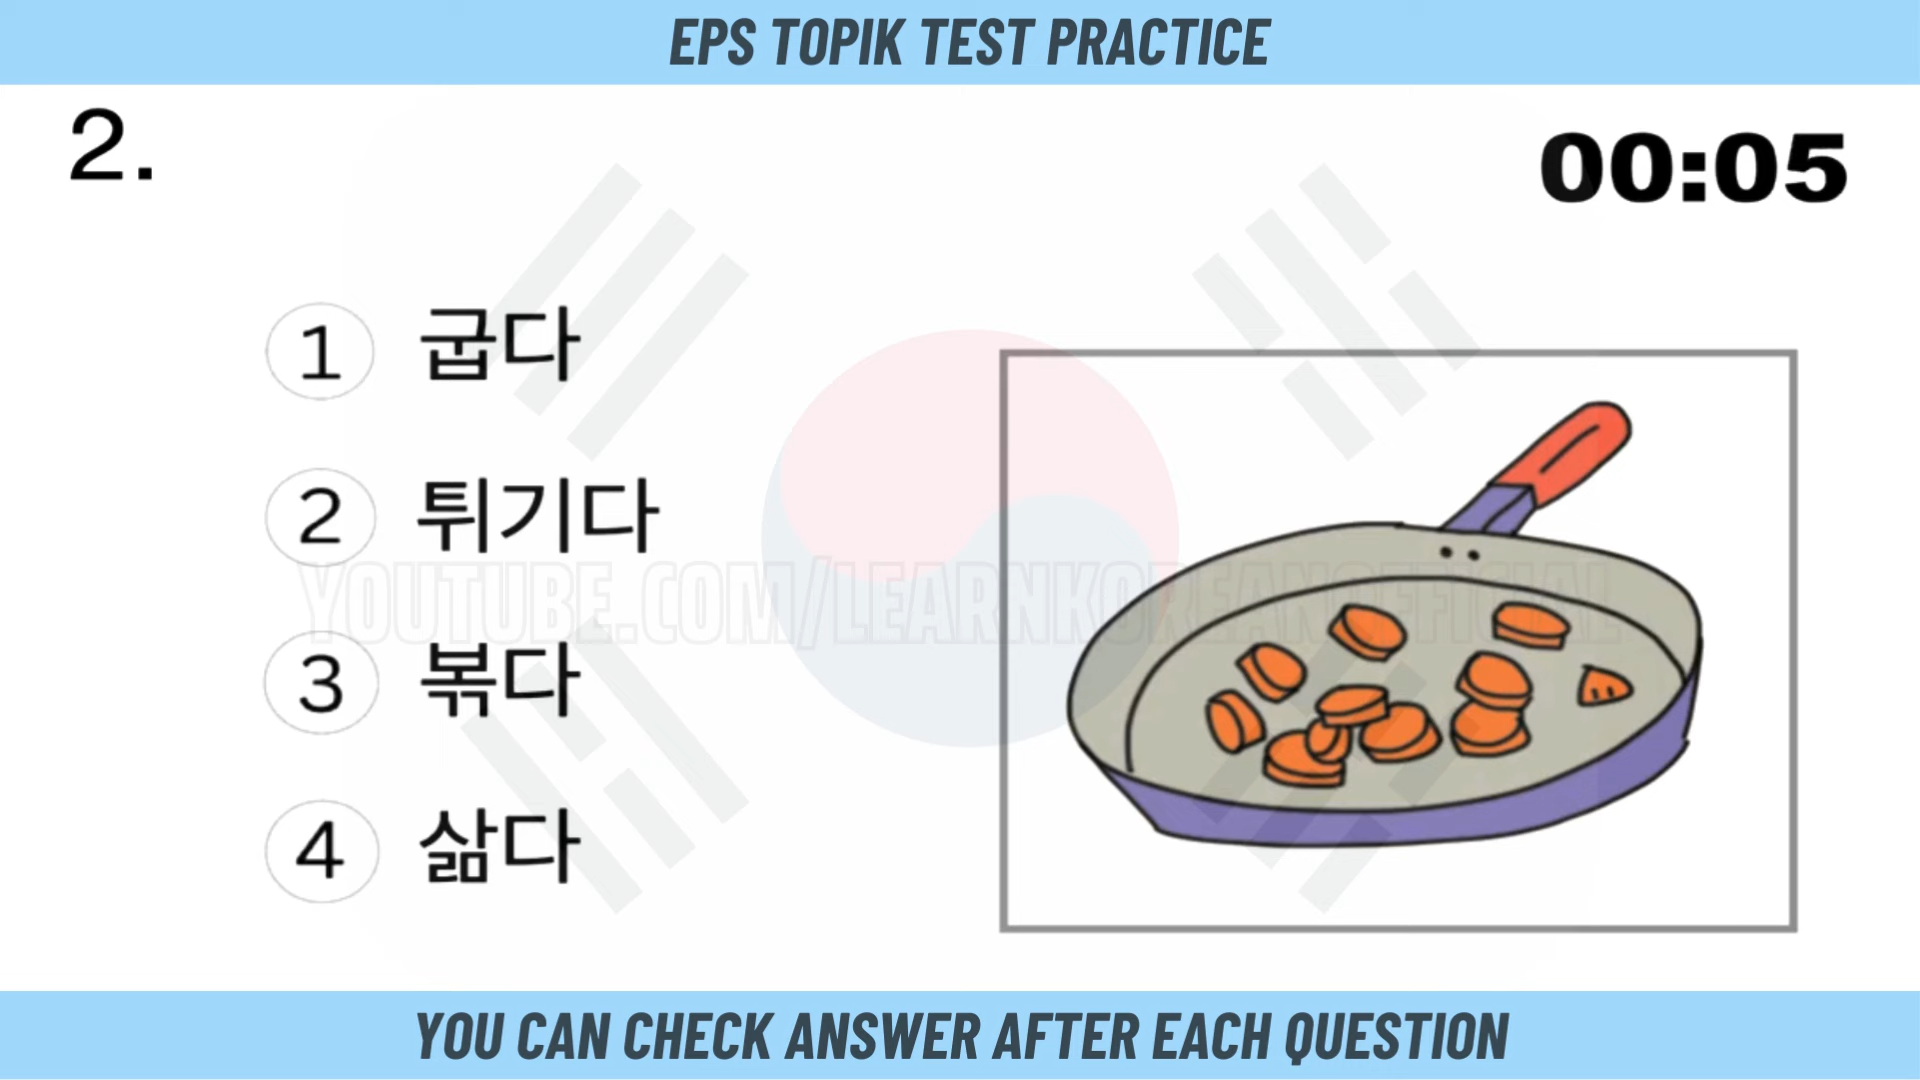 EPS TOPIK TEST PRACTICE
2.
00:05
1 굽다
2 튀기다
3 볶다
4 삶다
YOUTUBE.COM/LEARNKOREANOFFICIAL
YOU CAN CHECK ANSWER AFTER EACH QUESTION